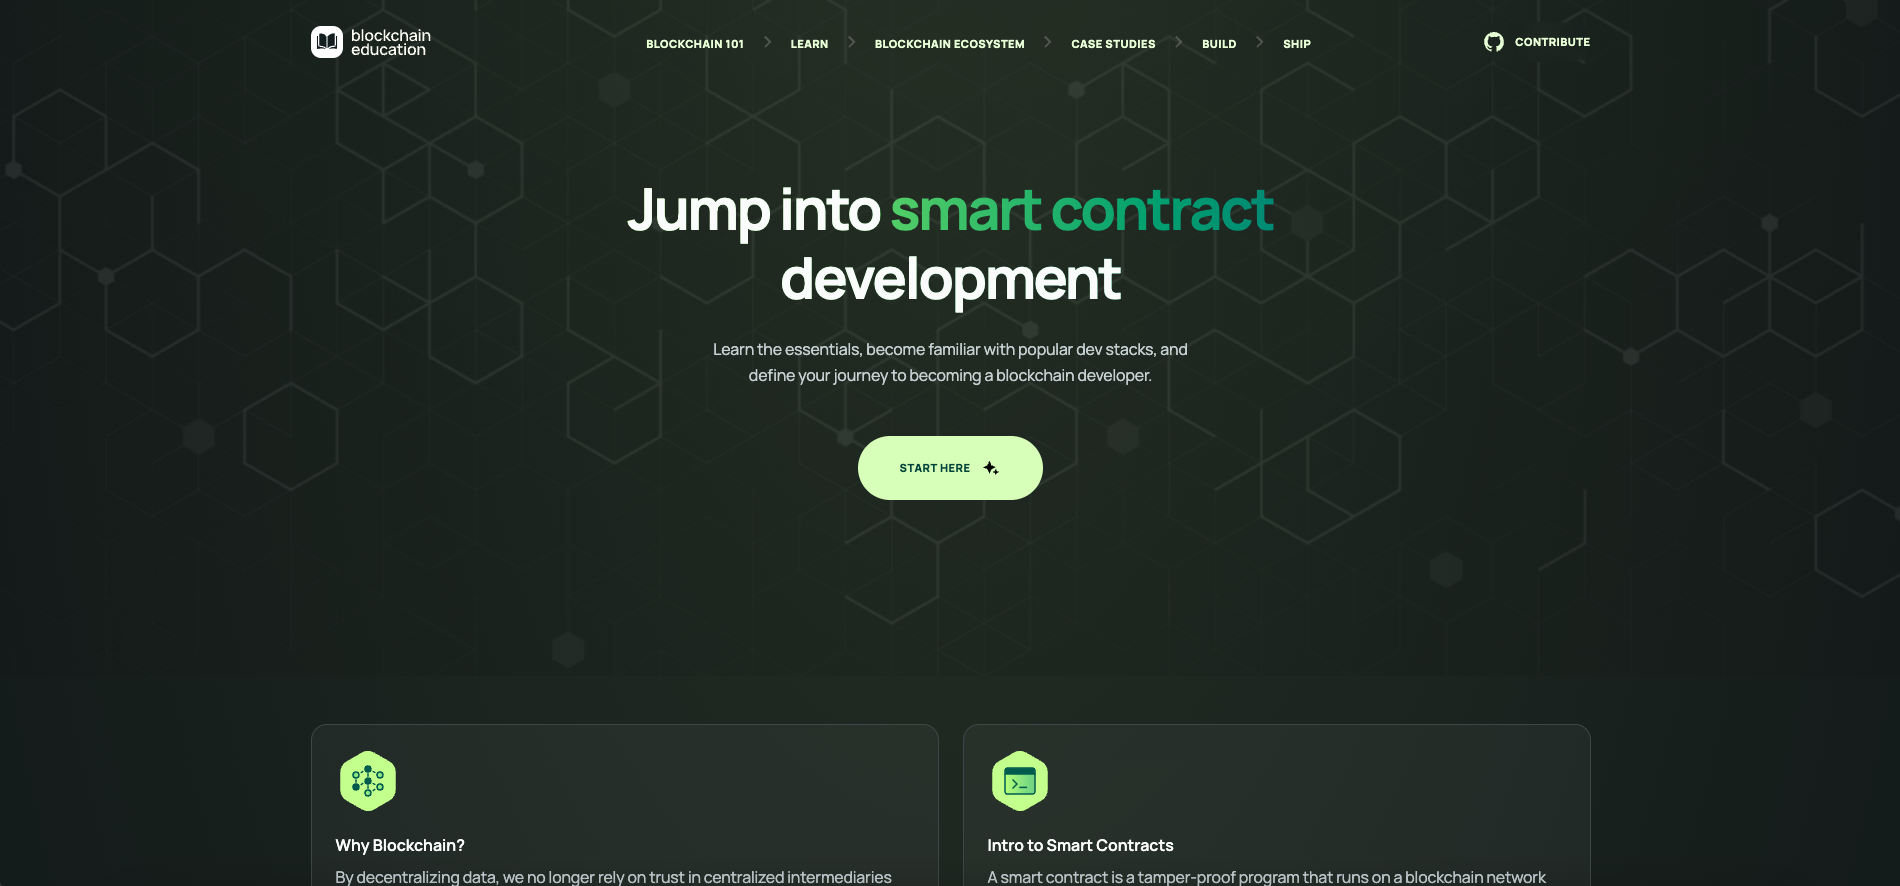 blockchain
education
BLOCKCHAIN 101 LEARN BLOCKCHAIN ECOSYSTEM CASE STUDIES BUILD SHIP
CONTRIBUTE
Jump into smart contract
development
Learn the essentials, become familiar with popular dev stacks, and
define your journey to becoming a blockchain developer.
START HERE
Why Blockchain?
By decentralizing data, we no longer rely on trust in centralized intermediaries
Intro to Smart Contracts
A smart contract is a tamper-proof program that runs on a blockchain network